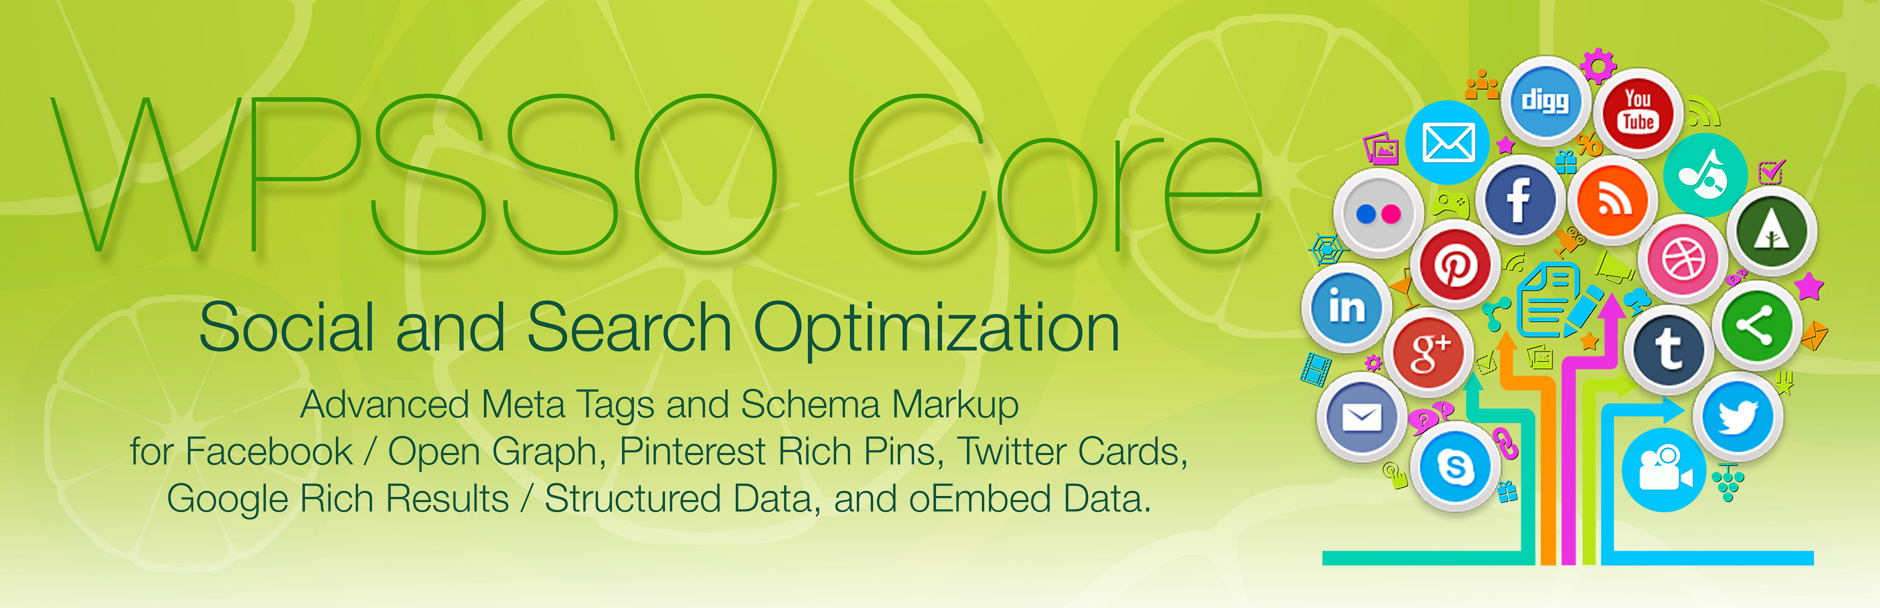 WPSSO Core
Social and Search Optimization
Advanced Meta Tags and Schema Markup
for Facebook / Open Graph, Pinterest Rich Pins, Twitter Cards,
Google Rich Results / Structured Data, and oEmbed Data.
digg
You
Tube
f
in
g+
t
S
%